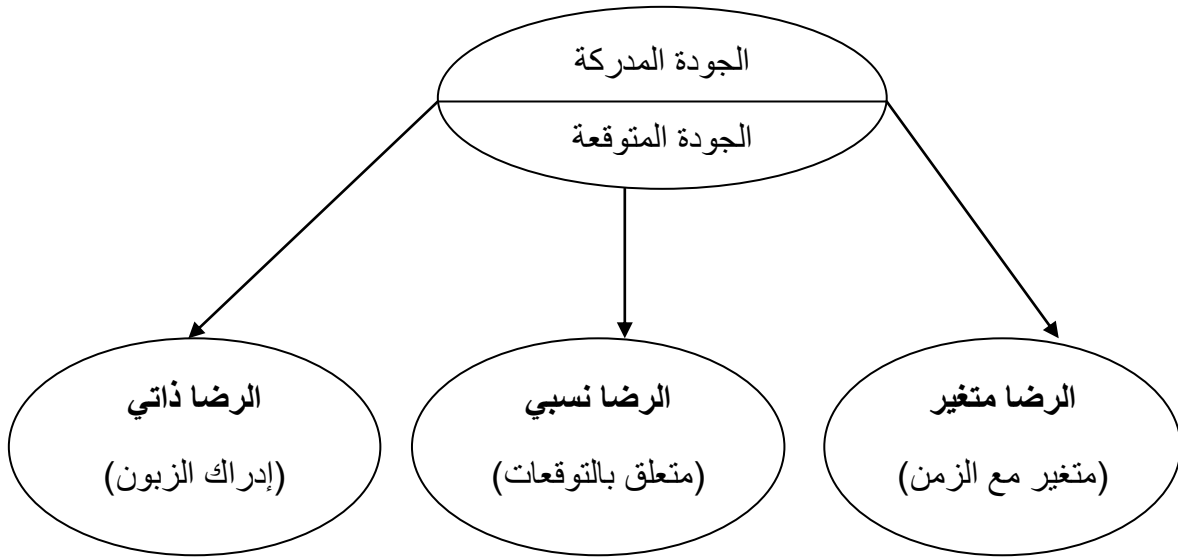 الجودة المدركة
الجودة المتوقعة
الرضا متغير
(متغير مع الزمن)
الرضا نسبي
(متعلق بالتوقعات)
الرضا ذاتي
(إدراك الزبون)